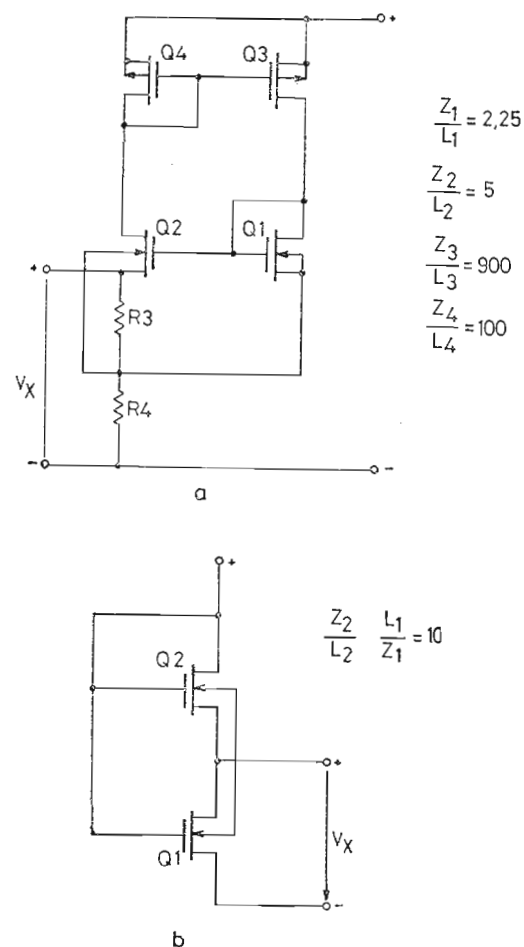 +
Q4
Q3
Z1/L1 = 2,25
Q2
Q1
Z2/L2 = 5
+
R3
Z3/L3 = 900
Z4/L4 = 100
VX
R4
-
-
a
+
Z2/L2 L1/Z1 = 10
Q2
+
Q1
VX
-
b